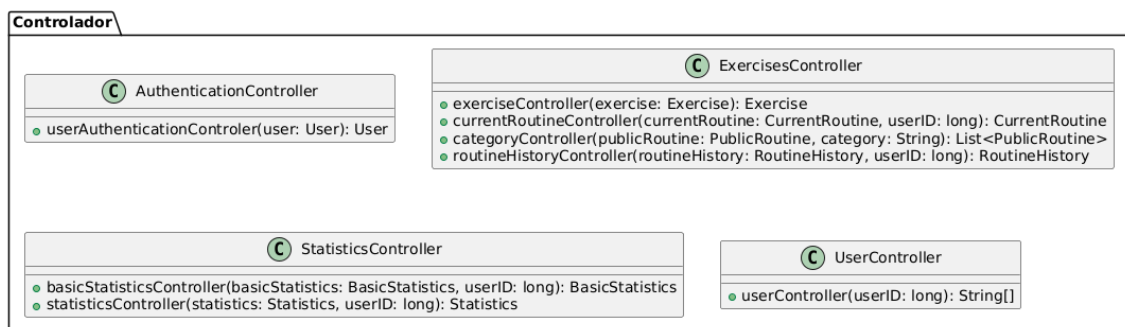 Controlador
C AuthenticationController
userAuthenticationControler(user: User): User
C ExercisesController
exerciseController(exercise: Exercise): Exercise
currentRoutineController(currentRoutine: CurrentRoutine, userID: long): CurrentRoutine
categoryController(publicRoutine: PublicRoutine, category: String): List<PublicRoutine>
routineHistoryController(routineHistory: RoutineHistory, userID: long): RoutineHistory
C StatisticsController
basicStatisticsController(basicStatistics: BasicStatistics, userID: long): BasicStatistics
statisticsController(statistics: Statistics, userID: long): Statistics
C UserController
userController(userID: long): String[]